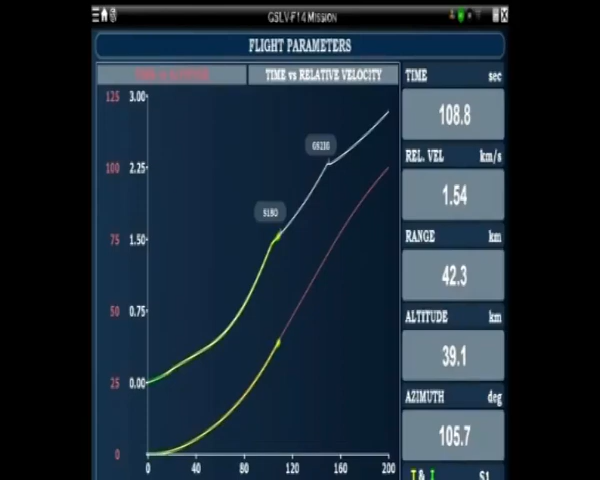 GSLV-F14 MISSION
FLIGHT PARAMETERS
TIME vs RELATIVE VELOCITY
TIME sec
108.8
REL. VEL km/s
1.54
RANGE km
42.3
ALTITUDE km
39.1
AZIMUTH deg
105.7
S1
125 3.00
100 2.25
75 1.50
50 0.75
25 0.00
0
0 40 80 120 160 200
S1SO